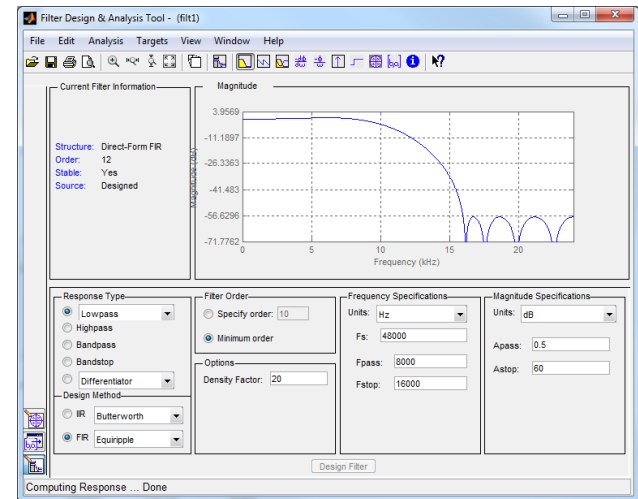 Filter Design & Analysis Tool - (filt1)
File Edit Analysis Targets View Window Help
Current Filter Information
Structure: Direct-Form FIR
Order: 12
Stable: Yes
Source: Designed
Magnitude
Magnitude (dB)
3.9569
-11.1897
-26.3363
-41.483
-56.6296
-71.7762
0 5 10 15 20
Frequency (kHz)
Response Type
Lowpass
Highpass
Bandpass
Bandstop
Differentiator
Design Method
IR Butterworth
FIR Equiripple
Filter Order
Specify order: 10
Minimum order
Options
Density Factor: 20
Frequency Specifications
Units: Hz
Fs: 48000
Fpass: 8000
Fstop: 16000
Magnitude Specifications
Units: dB
Apass: 0.5
Astop: 60
Design Filter
Computing Response ... Done